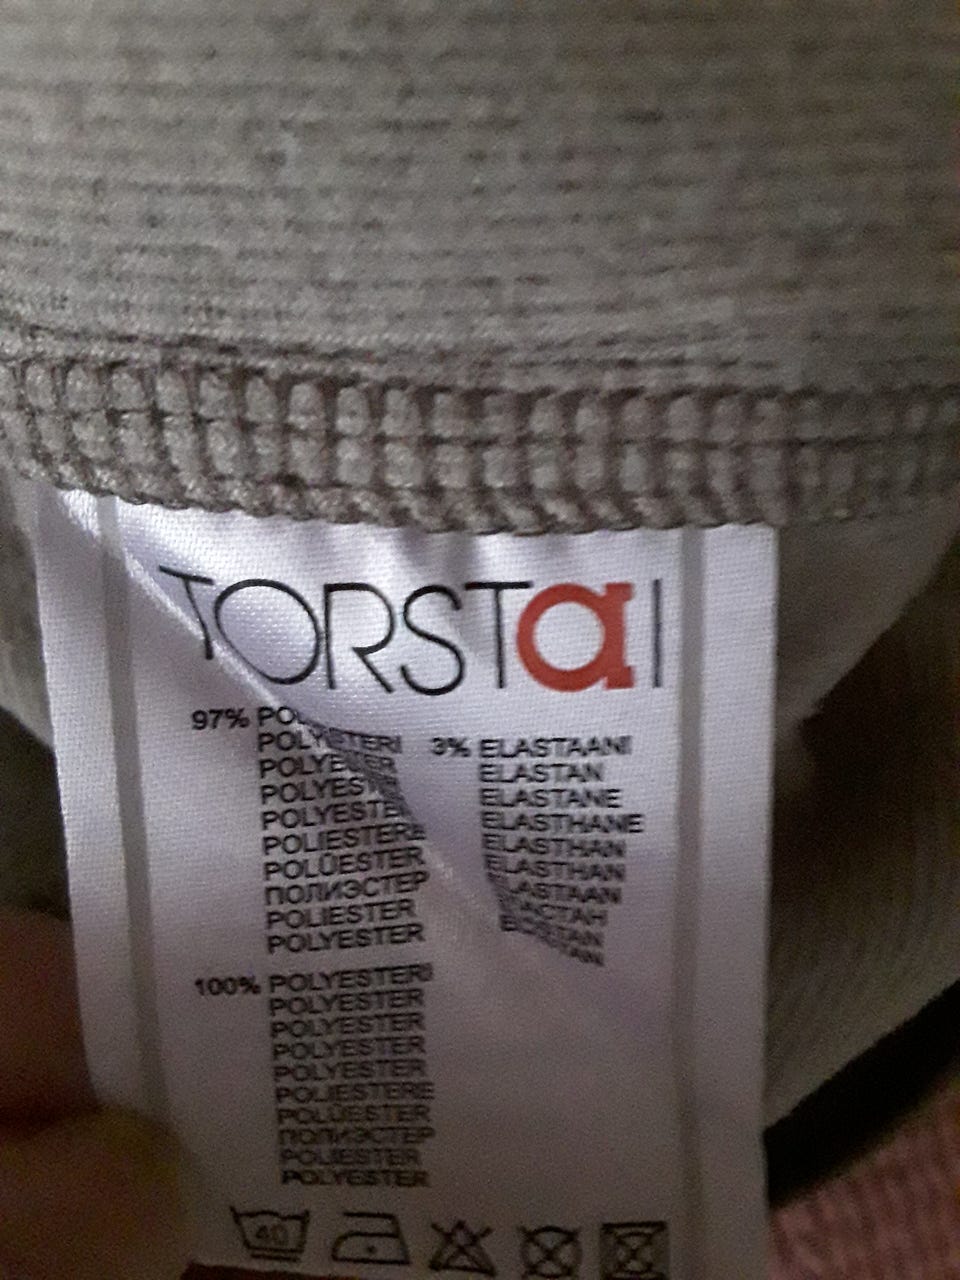 TORSTaI
97%
POLYESTERI
POLYESTER
POLYESTER
POLYESTER
POLIESTERE
POLÜESTER
ПОЛИЭСТЕР
POLIESTER
POLYESTER
3% ELASTAANI
ELASTAN
ELASTANE
ELASTHANE
ELASTHAN
ELASTHAN
ELASTAAN
100% POLYESTERI
POLYESTER
POLYESTER
POLYESTER
POLYESTER
POLIESTERE
POLÜESTER
ПОЛИЭСТЕР
POLIESTER
POLYESTER
40